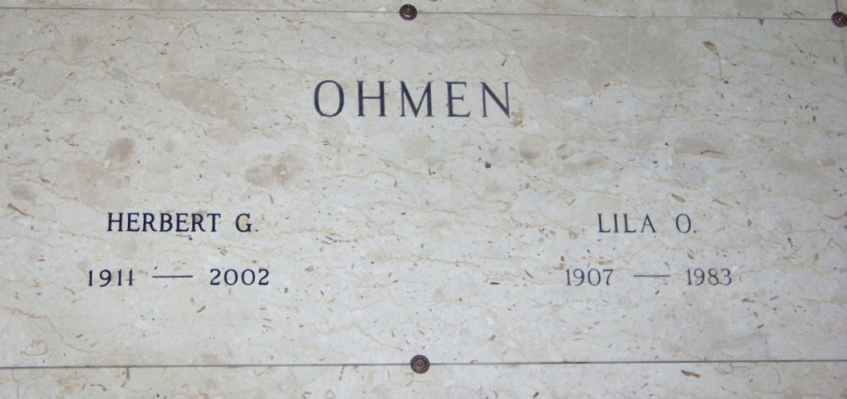 OHMEN
HERBERT G. LILA O.
1911 — 2002 1907 — 1983